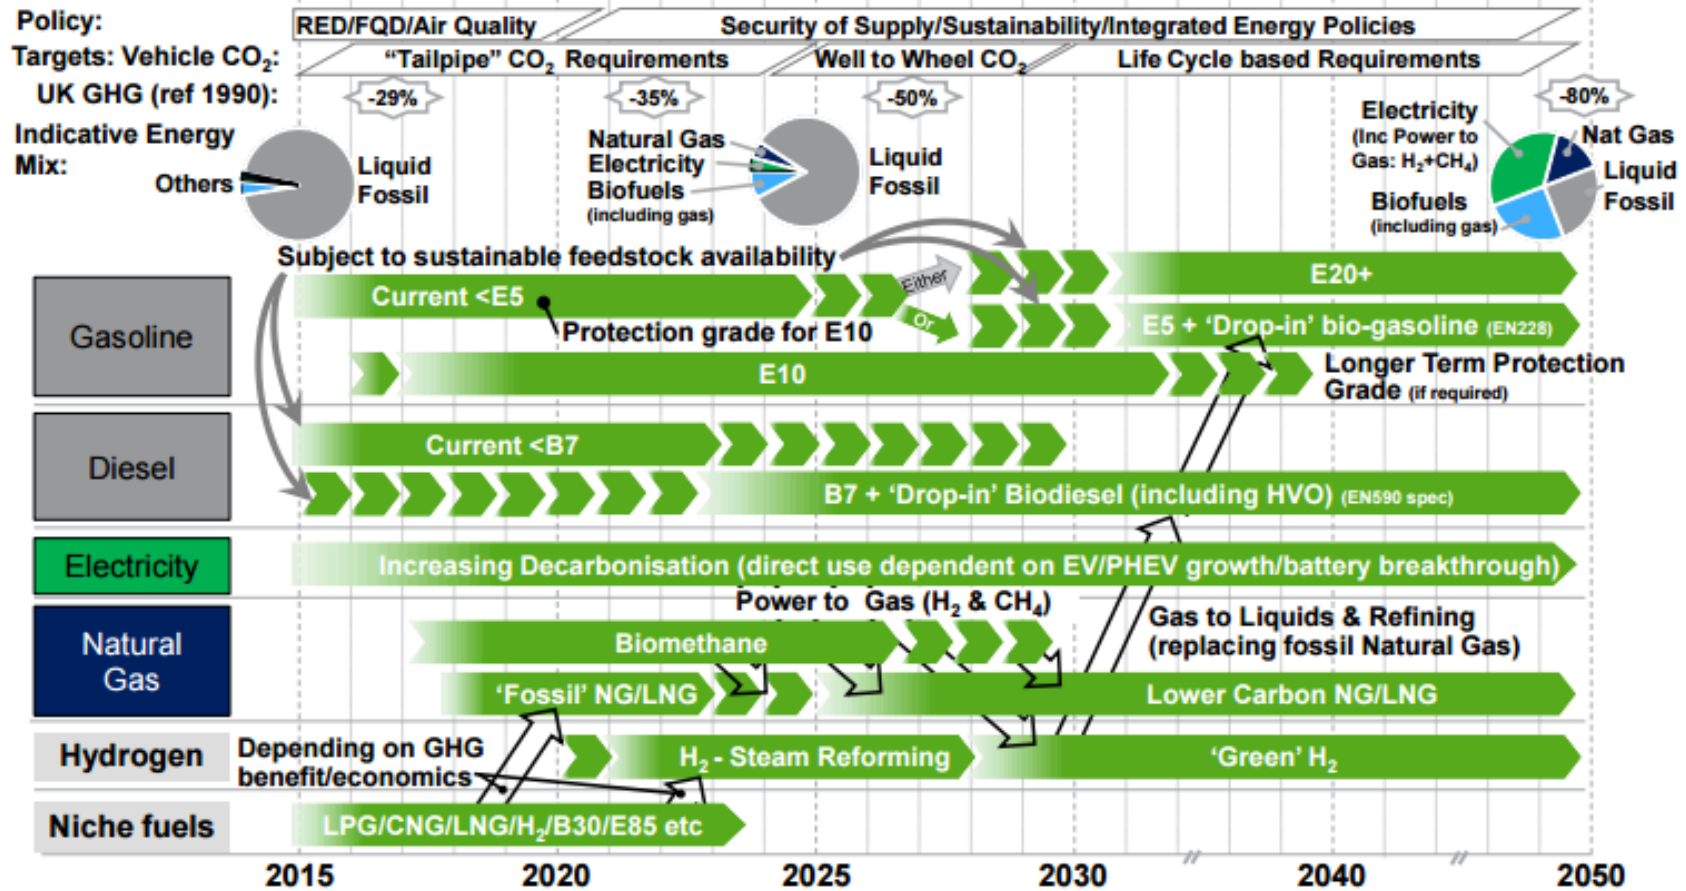 Policy:
RED/FQD/Air Quality
Security of Supply/Sustainability/Integrated Energy Policies
Targets: Vehicle CO₂:
“Tailpipe” CO₂ Requirements
Well to Wheel CO₂
Life Cycle based Requirements
UK GHG (ref 1990):
-29%
-35%
-50%
-80%
Indicative Energy
Mix:
Others
Liquid
Fossil
Natural Gas
Electricity
Biofuels
(including gas)
Liquid
Fossil
Electricity
(Inc Power to
Gas: H₂+CH₄)
Biofuels
(including gas)
Nat Gas
Liquid
Fossil
Subject to sustainable feedstock availability
Gasoline
Current <E5
Protection grade for E10
Either
Or
E20+
E5 + ‘Drop-in’ bio-gasoline (EN228)
E10
Longer Term Protection
Grade (if required)
Diesel
Current <B7
B7 + ‘Drop-in’ Biodiesel (including HVO) (EN590 spec)
Electricity
Increasing Decarbonisation (direct use dependent on EV/PHEV growth/battery breakthrough)
Power to Gas (H₂ & CH₄)
Natural
Gas
Biomethane
Gas to Liquids & Refining
(replacing fossil Natural Gas)
‘Fossil’ NG/LNG
Lower Carbon NG/LNG
Hydrogen
Depending on GHG
benefit/economics
H₂ - Steam Reforming
‘Green’ H₂
Niche fuels
LPG/CNG/LNG/H₂/B30/E85 etc
2015
2020
2025
2030
2040
2050